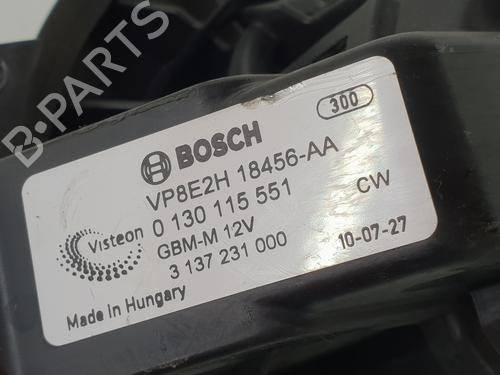 B-PARTS
300
BOSCH
VP8E2H 18456-AA
Visteon
0 130 115 551
CW
GBM-M 12V
3 137 231 000
10-07-27
Made in Hungary